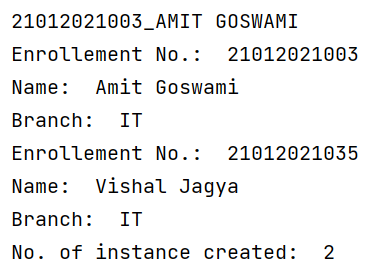 21012021003_AMIT GOSWAMI
Enrollement No.:  21012021003
Name:  Amit Goswami
Branch:  IT
Enrollement No.:  21012021035
Name:  Vishal Jagya
Branch:  IT
No. of instance created:  2